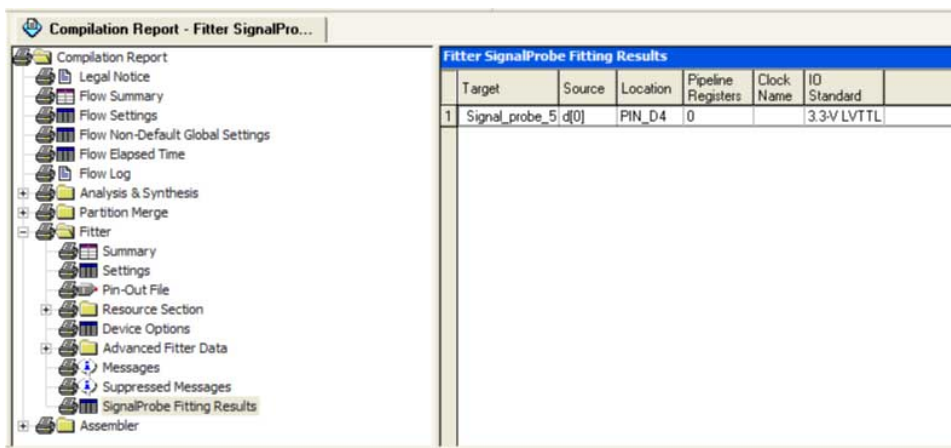 Compilation Report - Fitter SignalPro...
Compilation Report
Legal Notice
Flow Summary
Flow Settings
Flow Non-Default Global Settings
Flow Elapsed Time
Flow Log
Analysis & Synthesis
Partition Merge
Fitter
Summary
Settings
Pin-Out File
Resource Section
Device Options
Advanced Fitter Data
Messages
Suppressed Messages
SignalProbe Fitting Results
Assembler
Fitter SignalProbe Fitting Results
Target Source Location Pipeline Registers Clock Name IO Standard
1 Signal_probe_5 d[0] PIN_D4 0 3.3-V LVTTL